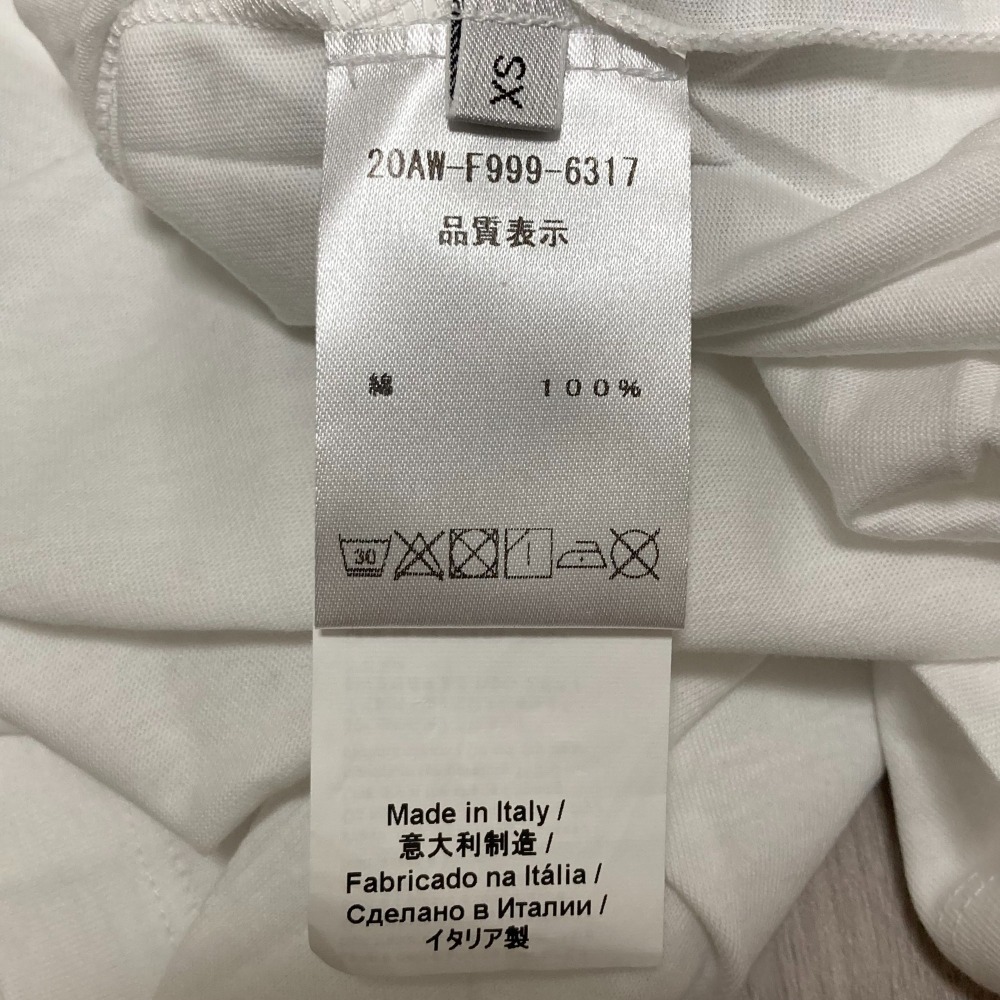 XS
20AW-F999-6317
品質表示
綿 100%
30
Made in Italy /
意大利制造 /
Fabricado na Itália /
Сделано в Италии /
イタリア製